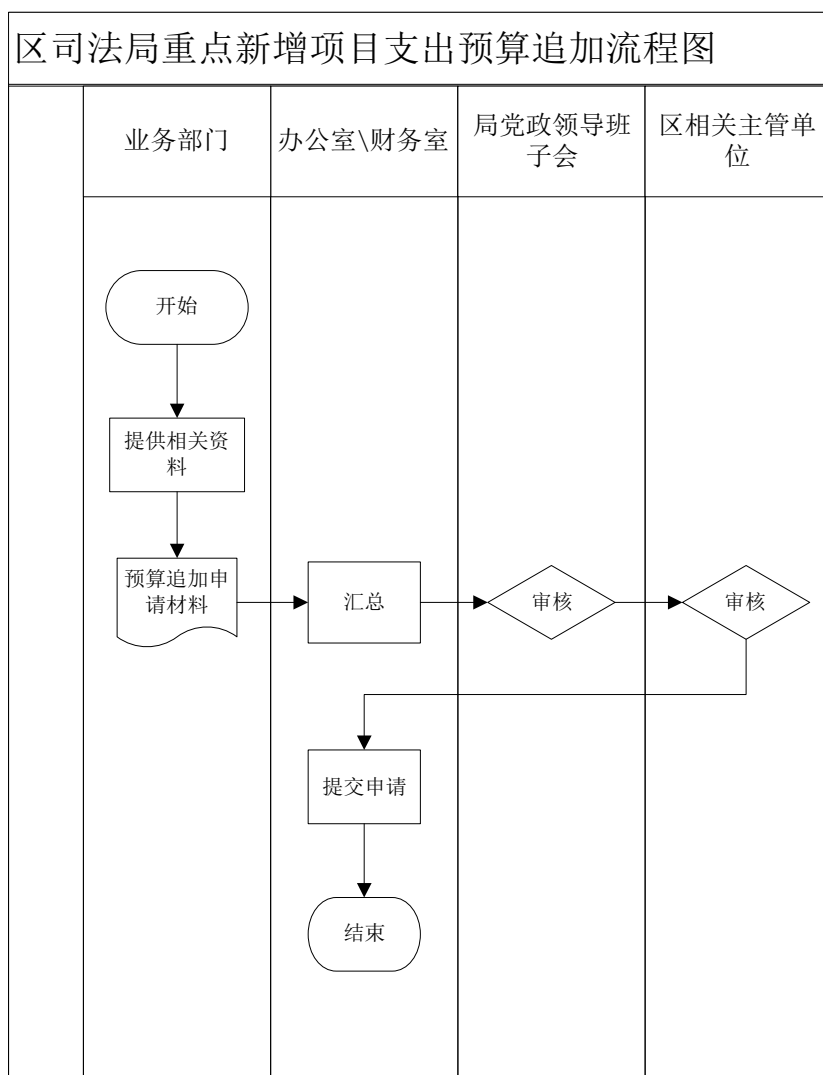 区司法局重点新增项目支出预算追加流程图
业务部门
办公室\财务室
局党政领导班
子会
区相关主管单
位
开始
提供相关资
料
预算追加申
请材料
汇总
审核
审核
提交申请
结束